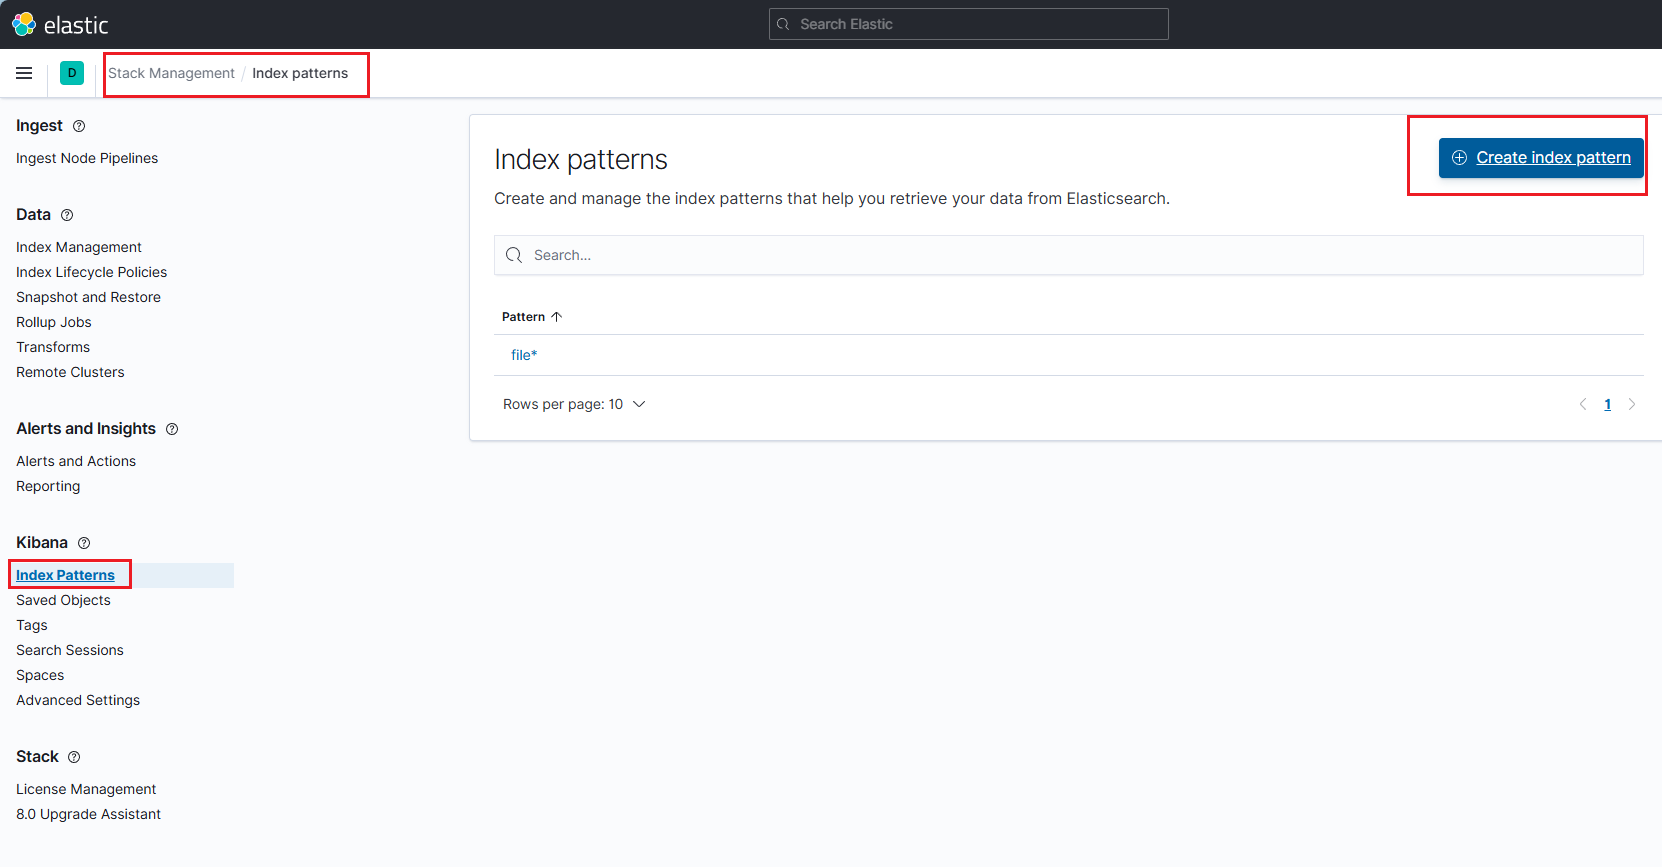 elastic
Search Elastic
D
Stack Management / Index patterns
Ingest
Ingest Node Pipelines
Data
Index Management
Index Lifecycle Policies
Snapshot and Restore
Rollup Jobs
Transforms
Remote Clusters
Alerts and Insights
Alerts and Actions
Reporting
Kibana
Index Patterns
Saved Objects
Tags
Search Sessions
Spaces
Advanced Settings
Stack
License Management
8.0 Upgrade Assistant
Index patterns
Create index pattern
Create and manage the index patterns that help you retrieve your data from Elasticsearch.
Search...
Pattern
file*
Rows per page: 10
1